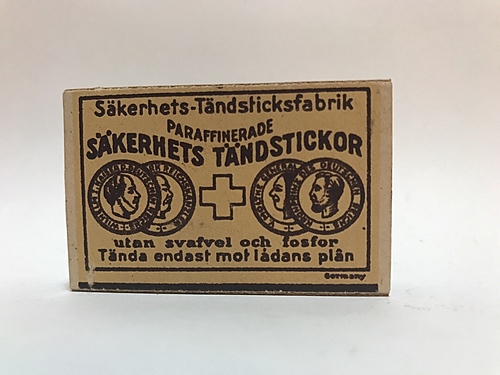 Säkerhets-Tändsticksfabrik
PARAFFINERADE
SÄKERHETS TÄNDSTICKOR
utan svafvel och fosfor
Tända endast mot lådans plån
Germany